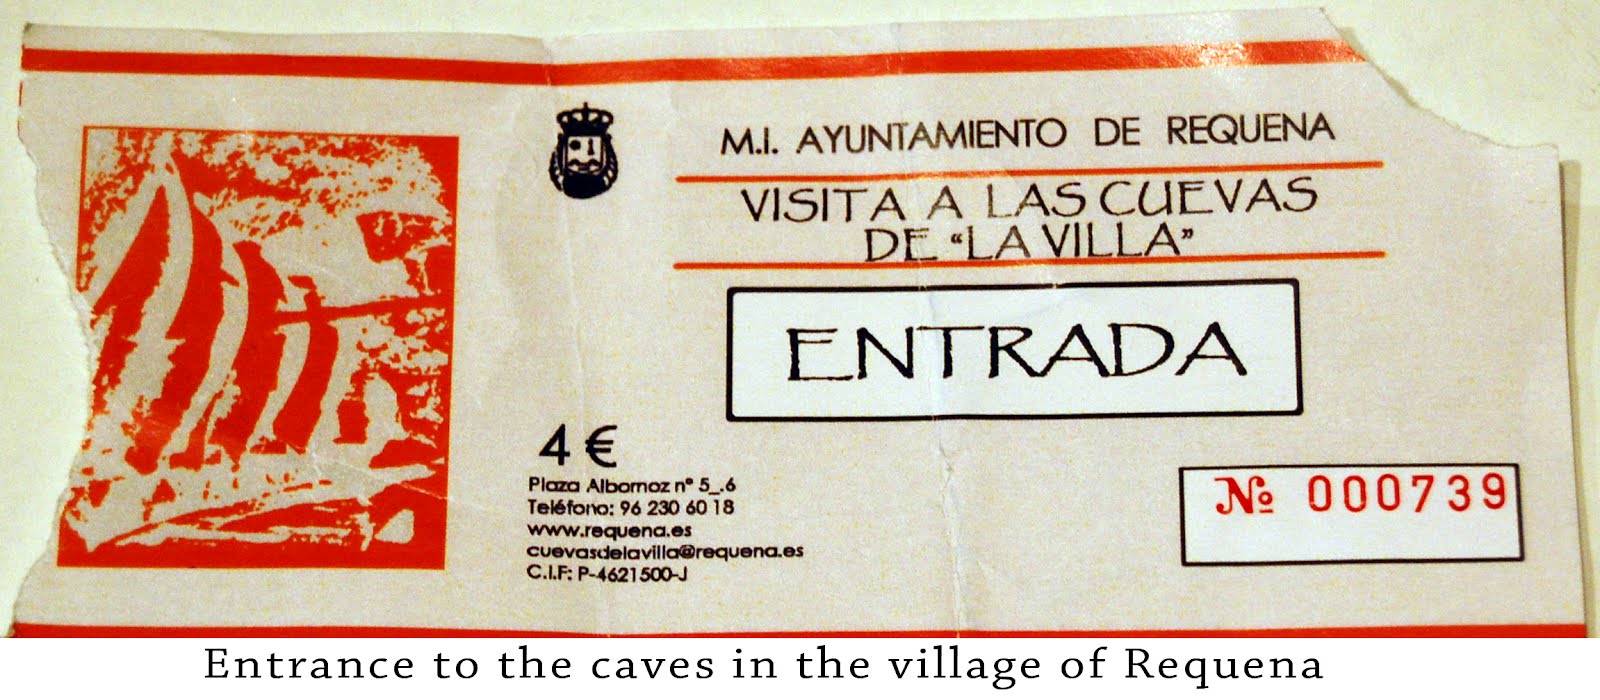 M.I. AYUNTAMIENTO DE REQUENA
VISITA A LAS CUEVAS
DE “LA VILLA”
ENTRADA
4 €
Plaza Albornoz nº 5_.6
Teléfono: 96 230 60 18
www.requena.es
cuevasdelavilla@requena.es
C.I.F: P-4621500-J
Nº 000739
Entrance to the caves in the village of Requena